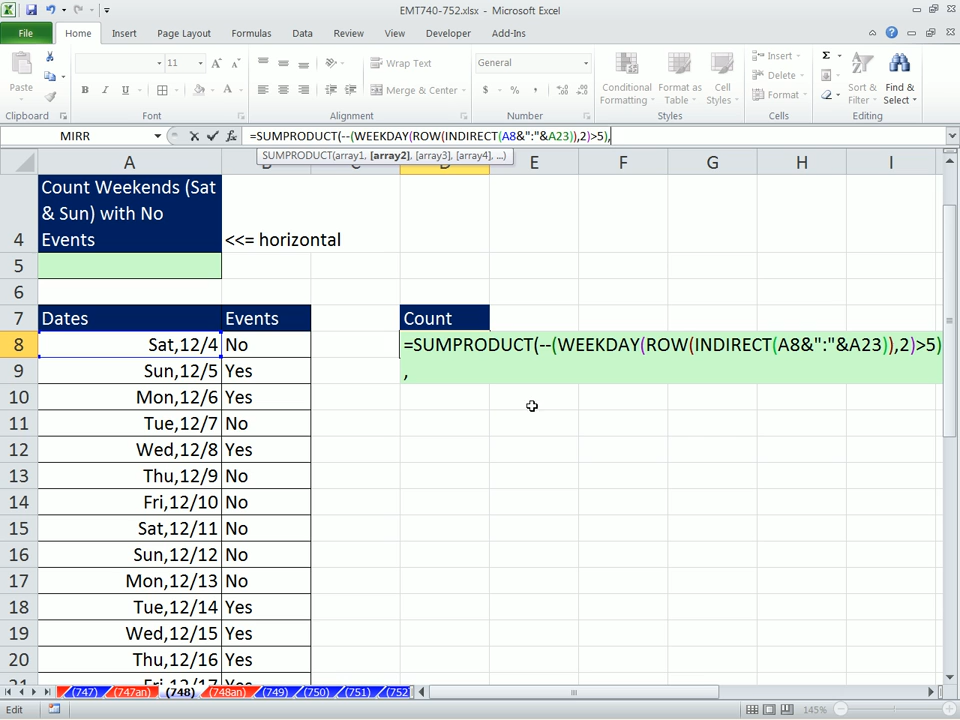 EMT740-752.xlsx - Microsoft Excel
File Home Insert Page Layout Formulas Data Review View Developer Add-Ins
Paste
Clipboard
11 A A
B I U
Font
Wrap Text
Merge & Center
Alignment
General
$ % ,
Number
Conditional Formatting
Format as Table
Cell Styles
Styles
Insert
Delete
Format
Cells
Sort & Filter
Find & Select
Editing
MIRR fx =SUMPRODUCT(--(WEEKDAY(ROW(INDIRECT(A8&":"&A23)),2)>5),
SUMPRODUCT(array1, [array2], [array3], [array4], ...)
A B C D E F G H I
Count Weekends (Sat
& Sun) with No
4 Events <<= horizontal
5
6
7 Dates Events Count
8 Sat,12/4 No =SUMPRODUCT(--(WEEKDAY(ROW(INDIRECT(A8&":"&A23)),2)>5)
9 Sun,12/5 Yes ,
10 Mon,12/6 Yes
11 Tue,12/7 No
12 Wed,12/8 Yes
13 Thu,12/9 No
14 Fri,12/10 No
15 Sat,12/11 No
16 Sun,12/12 No
17 Mon,12/13 No
18 Tue,12/14 Yes
19 Wed,12/15 Yes
20 Thu,12/16 Yes
21 Fri,12/17 Yes
(747) (747an) (748) (748an) (749) (750) (751) (752
Edit 145%